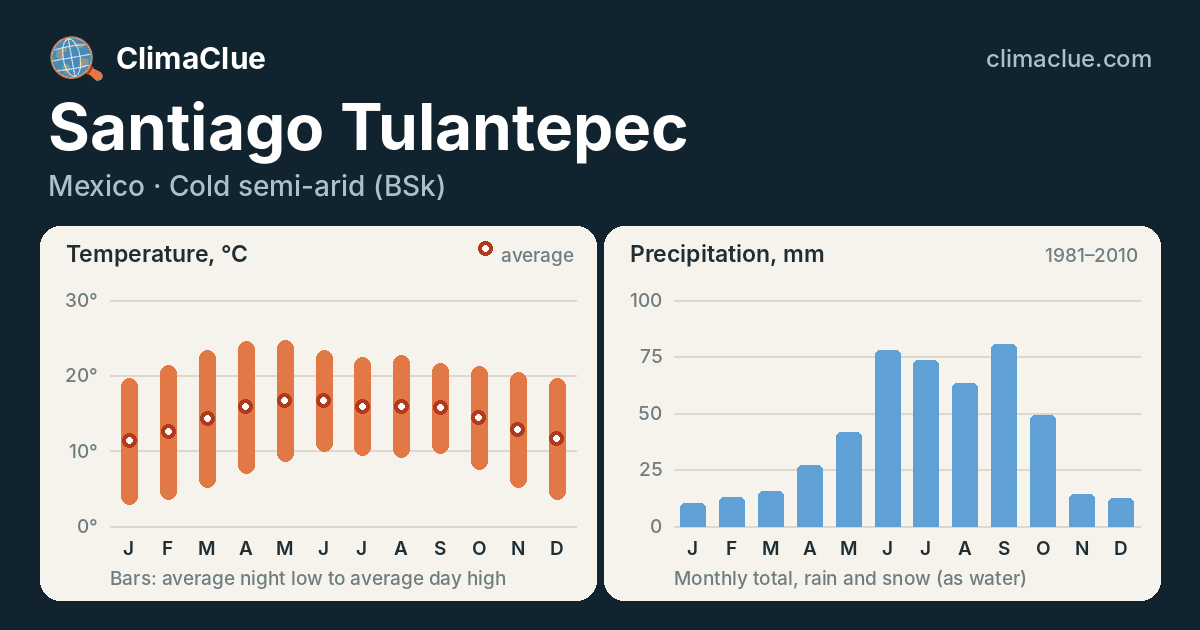 ClimaClue
climaclue.com
Santiago Tulantepec
Mexico · Cold semi-arid (BSk)
Temperature, °C
average
30°
20°
10°
0°
J F M A M J J A S O N D
Bars: average night low to average day high
Precipitation, mm
1981–2010
100
75
50
25
0
J F M A M J J A S O N D
Monthly total, rain and snow (as water)